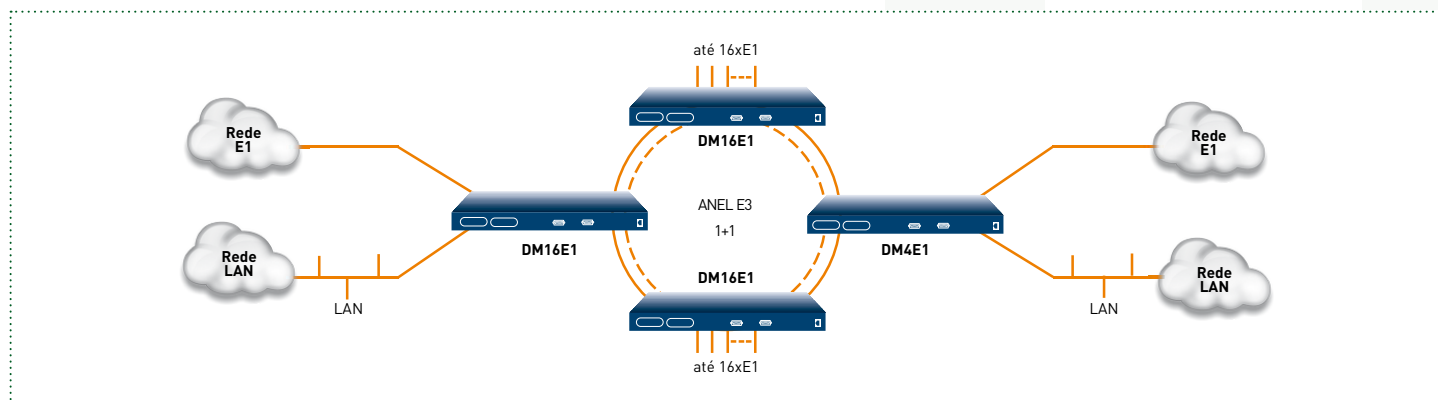 até 16xE1
DM16E1
Rede
E1
Rede
LAN
LAN
DM16E1
ANEL E3
1+1
DM4E1
Rede
E1
Rede
LAN
LAN
DM16E1
até 16xE1